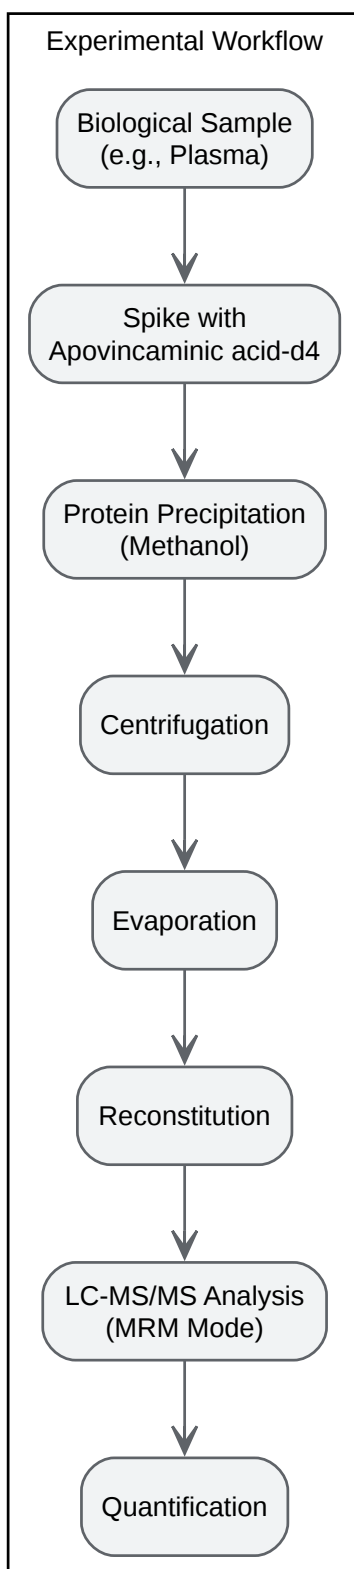 Experimental Workflow
Biological Sample
(e.g., Plasma)
Spike with
Apovincaminic acid-d4
Protein Precipitation
(Methanol)
Centrifugation
Evaporation
Reconstitution
LC-MS/MS Analysis
(MRM Mode)
Quantification